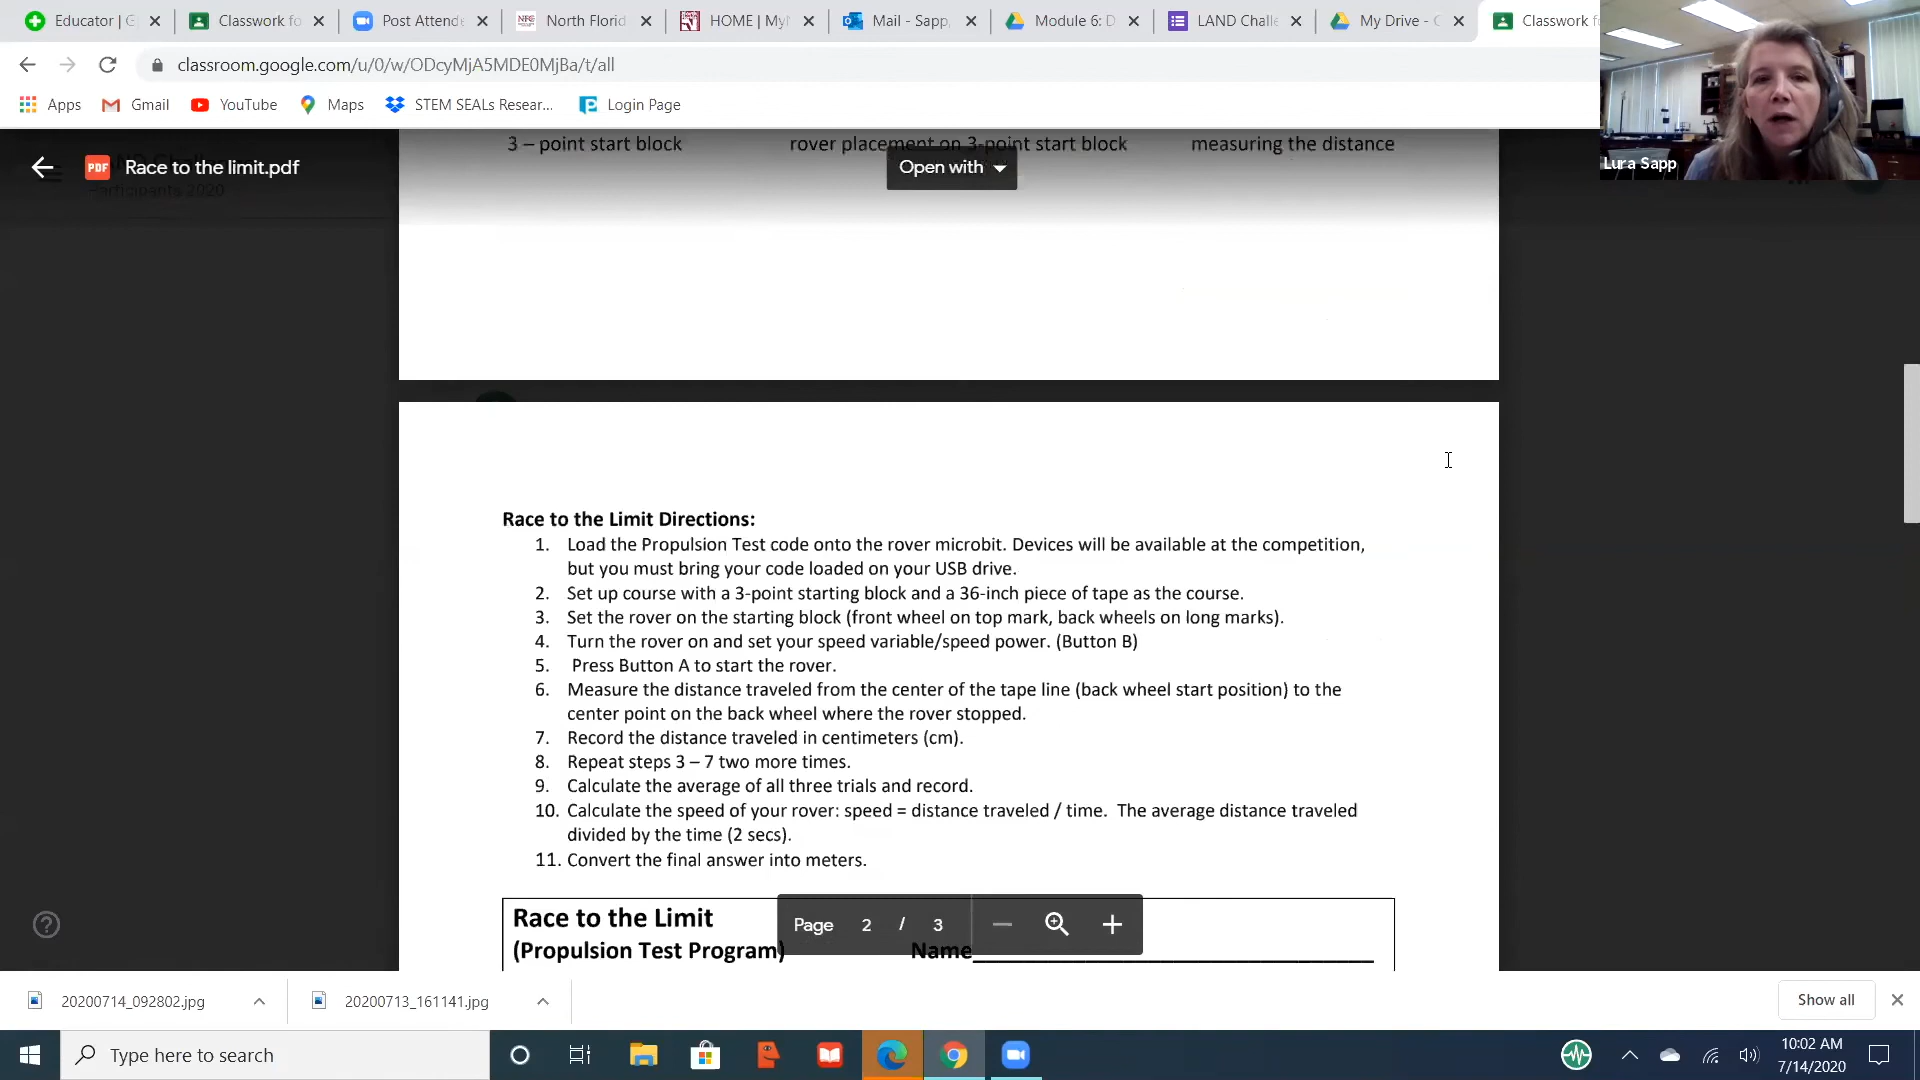 Educator | G
Classwork fo
Post Attende
North Florid
HOME | MyN
Mail - Sapp,
Module 6: D
LAND Challe
My Drive - G
Classwork f
classroom.google.com/u/0/w/ODcyMjA5MDE0MjBa/t/all
Apps
Gmail
YouTube
Maps
STEM SEALs Resear...
Login Page
Lura Sapp
3 – point start block
rover placement on 3-point start block
measuring the distance
PDF
Race to the limit.pdf
Open with
Participants 2020
Race to the Limit Directions:
1. Load the Propulsion Test code onto the rover microbit. Devices will be available at the competition,
but you must bring your code loaded on your USB drive.
2. Set up course with a 3-point starting block and a 36-inch piece of tape as the course.
3. Set the rover on the starting block (front wheel on top mark, back wheels on long marks).
4. Turn the rover on and set your speed variable/speed power. (Button B)
5. Press Button A to start the rover.
6. Measure the distance traveled from the center of the tape line (back wheel start position) to the
center point on the back wheel where the rover stopped.
7. Record the distance traveled in centimeters (cm).
8. Repeat steps 3 – 7 two more times.
9. Calculate the average of all three trials and record.
10. Calculate the speed of your rover: speed = distance traveled / time. The average distance traveled
divided by the time (2 secs).
11. Convert the final answer into meters.
Race to the Limit
(Propulsion Test Program)
Name
Page 2 / 3
20200714_092802.jpg
20200713_161141.jpg
Show all
Type here to search
10:02 AM
7/14/2020